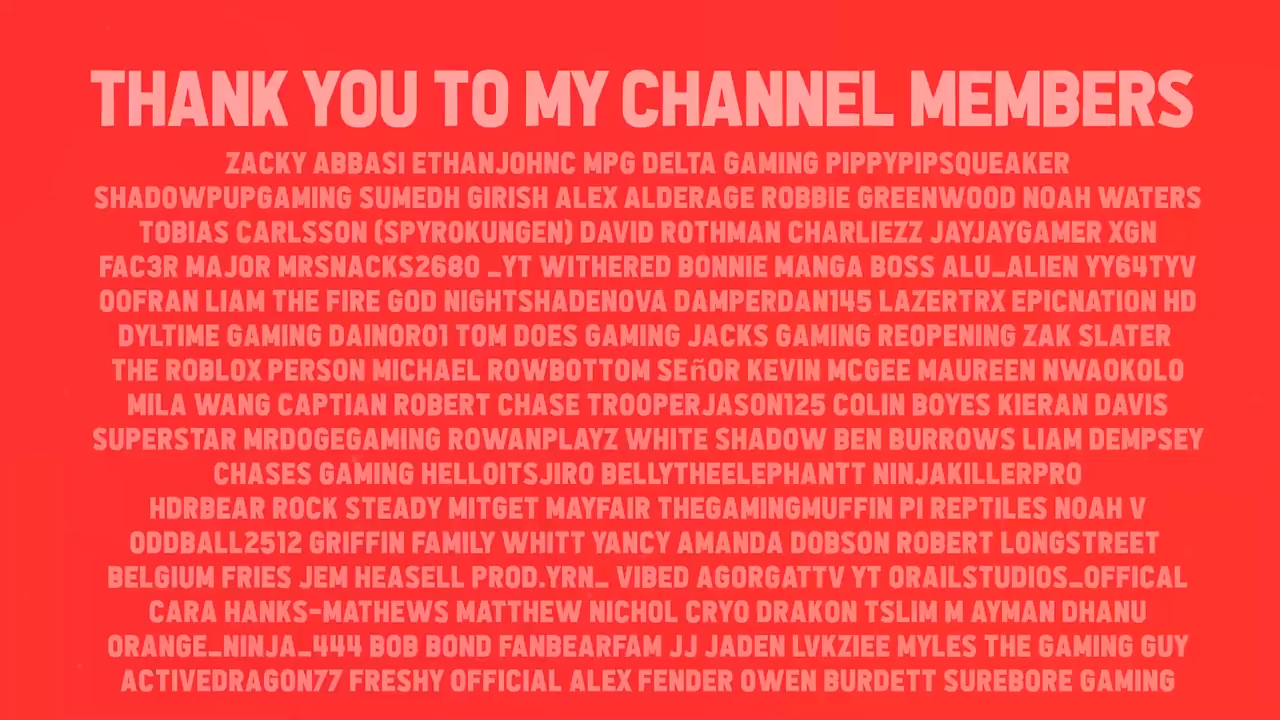 THANK YOU TO MY CHANNEL MEMBERS
ZACKY ABBASI ETHANJOHNC MPG DELTA GAMING PIPPYPIPSQUEAKER
SHADOWPUPGAMING SUMEDH GIRISH ALEX ALDERAGE ROBBIE GREENWOOD NOAH WATERS
TOBIAS CARLSSON (SPYROKUNGEN) DAVID ROTHMAN CHARLIEZZ JAYJAYGAMER XGN
FAC3R MAJOR MRSNACKS2680 _YT WITHERED BONNIE MANGA BOSS ALU_ALIEN YY64TYV
OOFRAN LIAM THE FIRE GOD NIGHTSHADENOVA DAMPERDAN145 LAZERTRX EPICNATION HD
DYLTIME GAMING DAINOR01 TOM DOES GAMING JACKS GAMING REOPENING ZAK SLATER
THE ROBLOX PERSON MICHAEL ROWBOTTOM SEñOR KEVIN MCGEE MAUREEN NWAOKOLO
MILA WANG CAPTIAN ROBERT CHASE TROOPERJASON125 COLIN BOYES KIERAN DAVIS
SUPERSTAR MRDOGEGAMING ROWANPLAYZ WHITE SHADOW BEN BURROWS LIAM DEMPSEY
CHASES GAMING HELLOITSJIRO BELLYTHEELEPHANTT NINJAKILLERPRO
HDRBEAR ROCK STEADY MITGET MAYFAIR THEGAMINGMUFFIN PI REPTILES NOAH V
ODDBALL2512 GRIFFIN FAMILY WHITT YANCY AMANDA DOBSON ROBERT LONGSTREET
BELGIUM FRIES JEM HEASELL PROD.YRN_ VIBED AGORGATTV YT ORAILSTUDIOS_OFFICAL
CARA HANKS-MATHEWS MATTHEW NICHOL CRYO DRAKON TSLIM M AYMAN DHANU
ORANGE_NINJA_444 BOB BOND FANBEARFAM JJ JADEN LVKZIEE MYLES THE GAMING GUY
ACTIVEDRAGON77 FRESHY OFFICIAL ALEX FENDER OWEN BURDETT SUREBORE GAMING